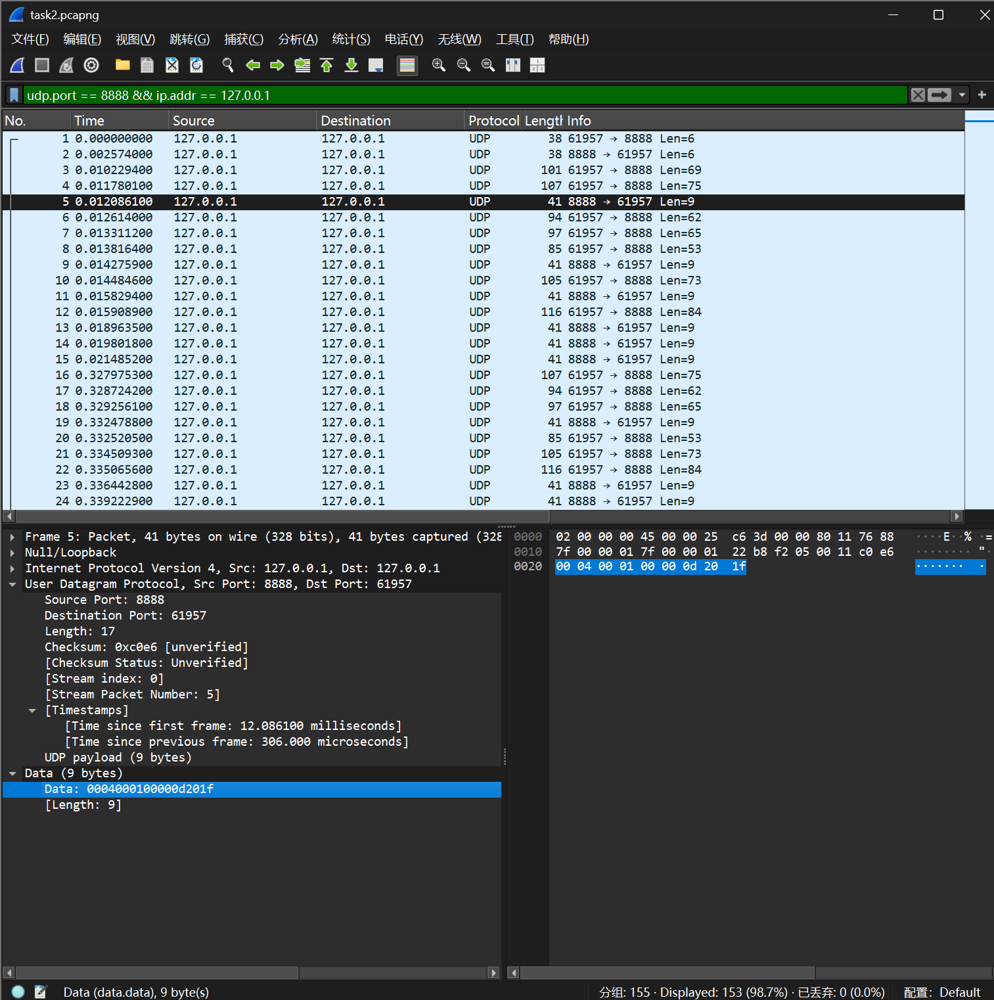 task2.pcapng
文件(F) 编辑(E) 视图(V) 跳转(G) 捕获(C) 分析(A) 统计(S) 电话(Y) 无线(W) 工具(T) 帮助(H)
udp.port == 8888 && ip.addr == 127.0.0.1
No. Time Source Destination Protocol Length Info
1 0.000000000 127.0.0.1 127.0.0.1 UDP 38 61957 → 8888 Len=6
2 0.002574000 127.0.0.1 127.0.0.1 UDP 38 8888 → 61957 Len=6
3 0.010229400 127.0.0.1 127.0.0.1 UDP 101 61957 → 8888 Len=69
4 0.011780100 127.0.0.1 127.0.0.1 UDP 107 61957 → 8888 Len=75
5 0.012086100 127.0.0.1 127.0.0.1 UDP 41 8888 → 61957 Len=9
6 0.012614000 127.0.0.1 127.0.0.1 UDP 94 61957 → 8888 Len=62
7 0.013311200 127.0.0.1 127.0.0.1 UDP 97 61957 → 8888 Len=65
8 0.013816400 127.0.0.1 127.0.0.1 UDP 85 61957 → 8888 Len=53
9 0.014275900 127.0.0.1 127.0.0.1 UDP 41 8888 → 61957 Len=9
10 0.014484600 127.0.0.1 127.0.0.1 UDP 105 61957 → 8888 Len=73
11 0.015829400 127.0.0.1 127.0.0.1 UDP 41 8888 → 61957 Len=9
12 0.015908900 127.0.0.1 127.0.0.1 UDP 116 61957 → 8888 Len=84
13 0.018963500 127.0.0.1 127.0.0.1 UDP 41 8888 → 61957 Len=9
14 0.019801800 127.0.0.1 127.0.0.1 UDP 41 8888 → 61957 Len=9
15 0.021485200 127.0.0.1 127.0.0.1 UDP 41 8888 → 61957 Len=9
16 0.327975300 127.0.0.1 127.0.0.1 UDP 107 61957 → 8888 Len=75
17 0.328724200 127.0.0.1 127.0.0.1 UDP 94 61957 → 8888 Len=62
18 0.329256100 127.0.0.1 127.0.0.1 UDP 97 61957 → 8888 Len=65
19 0.332478800 127.0.0.1 127.0.0.1 UDP 41 8888 → 61957 Len=9
20 0.332520500 127.0.0.1 127.0.0.1 UDP 85 61957 → 8888 Len=53
21 0.334509300 127.0.0.1 127.0.0.1 UDP 105 61957 → 8888 Len=73
22 0.335065600 127.0.0.1 127.0.0.1 UDP 116 61957 → 8888 Len=84
23 0.336442800 127.0.0.1 127.0.0.1 UDP 41 8888 → 61957 Len=9
24 0.339222900 127.0.0.1 127.0.0.1 UDP 41 8888 → 61957 Len=9
Frame 5: Packet, 41 bytes on wire (328 bits), 41 bytes captured (328
Null/Loopback
Internet Protocol Version 4, Src: 127.0.0.1, Dst: 127.0.0.1
User Datagram Protocol, Src Port: 8888, Dst Port: 61957
Source Port: 8888
Destination Port: 61957
Length: 17
Checksum: 0xc0e6 [unverified]
[Checksum Status: Unverified]
[Stream index: 0]
[Stream Packet Number: 5]
[Timestamps]
[Time since first frame: 12.086100 milliseconds]
[Time since previous frame: 306.000 microseconds]
UDP payload (9 bytes)
Data (9 bytes)
Data: 0004000100000d201f
[Length: 9]
0000 02 00 00 00 45 00 00 25 c6 3d 00 00 80 11 76 88 ····E··% ·=
0010 7f 00 00 01 7f 00 00 01 22 b8 f2 05 00 11 c0 e6 ········ "·
0020 00 04 00 01 00 00 0d 20 1f ······· ·
Data (data.data), 9 byte(s)
分组: 155 · Displayed: 153 (98.7%) · 已丢弃: 0 (0.0%)
配置: Default